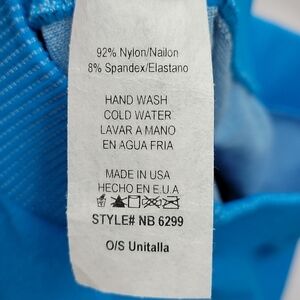 92% Nylon/Nailon
8% Spandex/Elastano
HAND WASH
COLD WATER
LAVAR A MANO
EN AGUA FRIA
MADE IN USA
HECHO EN E.U.A
STYLE# NB 6299
O/S Unitalla